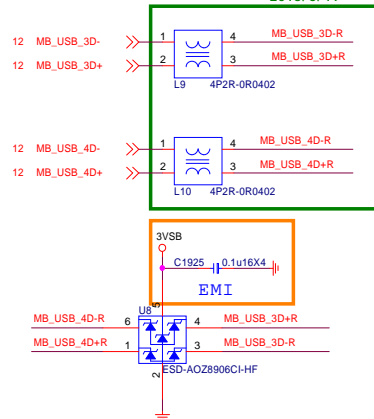 12 MB_USB_3D- 1 4 MB_USB_3D-R
12 MB_USB_3D+ 2 3 MB_USB_3D+R
L9 4P2R-0R0402
12 MB_USB_4D- 1 4 MB_USB_4D-R
12 MB_USB_4D+ 2 3 MB_USB_4D+R
L10 4P2R-0R0402
3VSB
C1925 0.1u16X4
EMI
U8 5
MB_USB_4D-R 6 4 MB_USB_3D+R
MB_USB_4D+R 1 3 MB_USB_3D-R
ESD-AOZ8906CI-HF
2